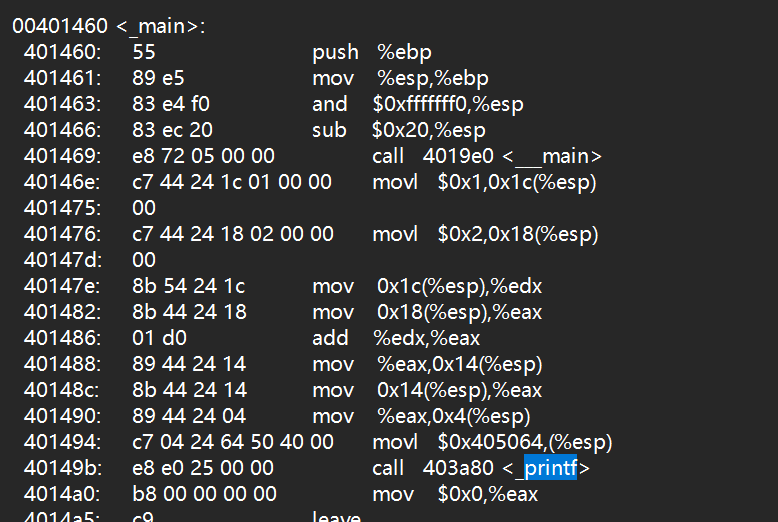 00401460 <_main>:
401460: 55 push %ebp
401461: 89 e5 mov %esp,%ebp
401463: 83 e4 f0 and $0xfffffff0,%esp
401466: 83 ec 20 sub $0x20,%esp
401469: e8 72 05 00 00 call 4019e0 <___main>
40146e: c7 44 24 1c 01 00 00 movl $0x1,0x1c(%esp)
401475: 00
401476: c7 44 24 18 02 00 00 movl $0x2,0x18(%esp)
40147d: 00
40147e: 8b 54 24 1c mov 0x1c(%esp),%edx
401482: 8b 44 24 18 mov 0x18(%esp),%eax
401486: 01 d0 add %edx,%eax
401488: 89 44 24 14 mov %eax,0x14(%esp)
40148c: 8b 44 24 14 mov 0x14(%esp),%eax
401490: 89 44 24 04 mov %eax,0x4(%esp)
401494: c7 04 24 64 50 40 00 movl $0x405064,(%esp)
40149b: e8 e0 25 00 00 call 403a80 <_printf>
4014a0: b8 00 00 00 00 mov $0x0,%eax
4014a5: c9 leave